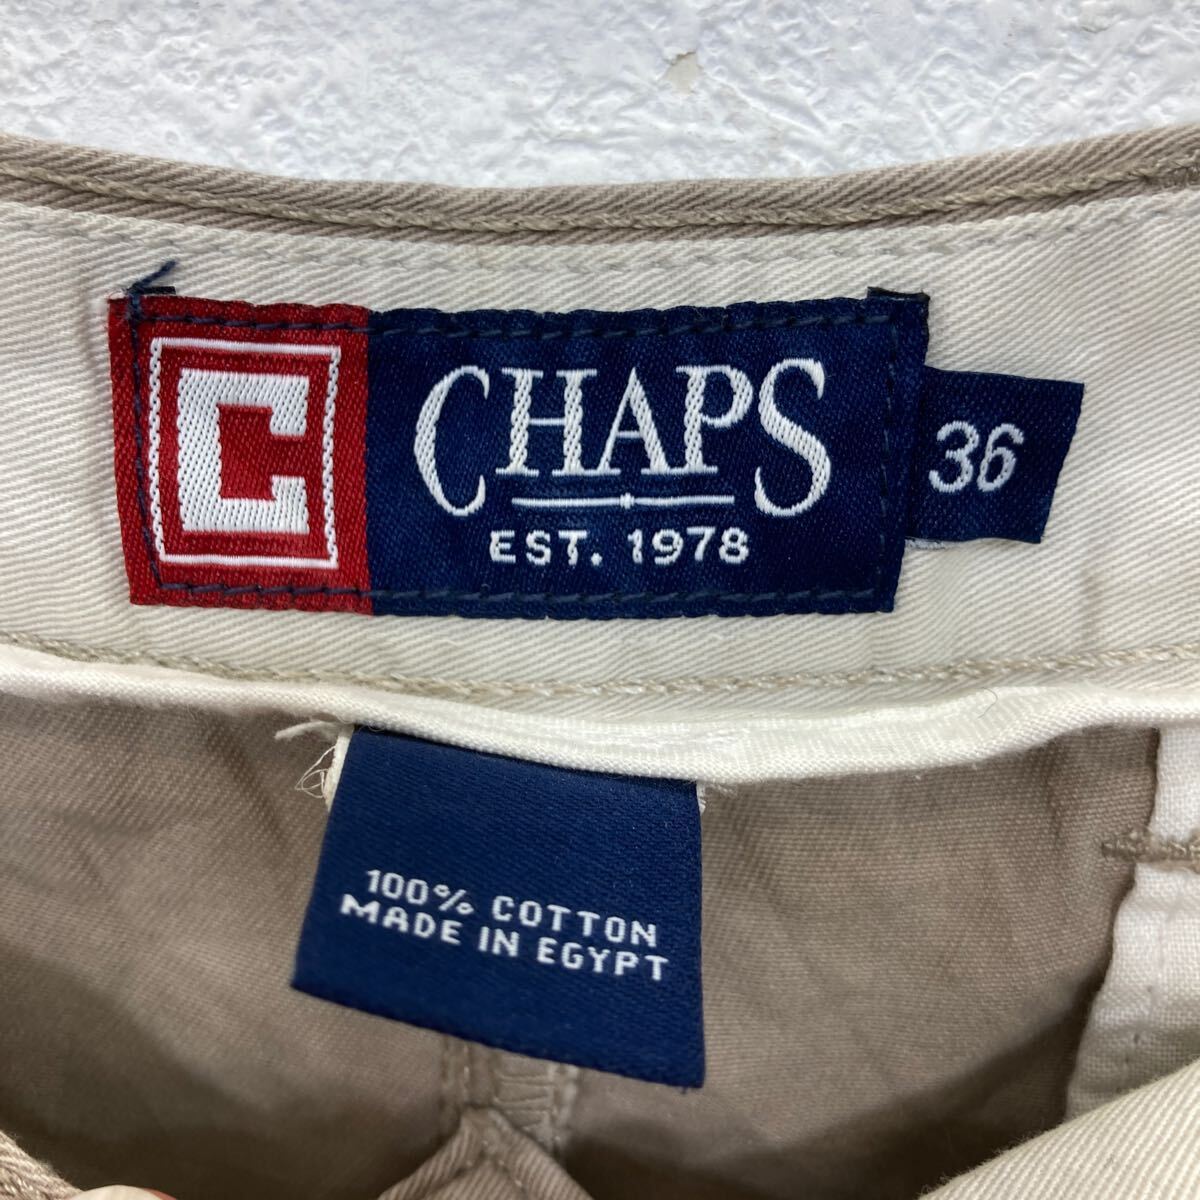 C
CHAPS
EST. 1978
36
100% COTTON
MADE IN EGYPT